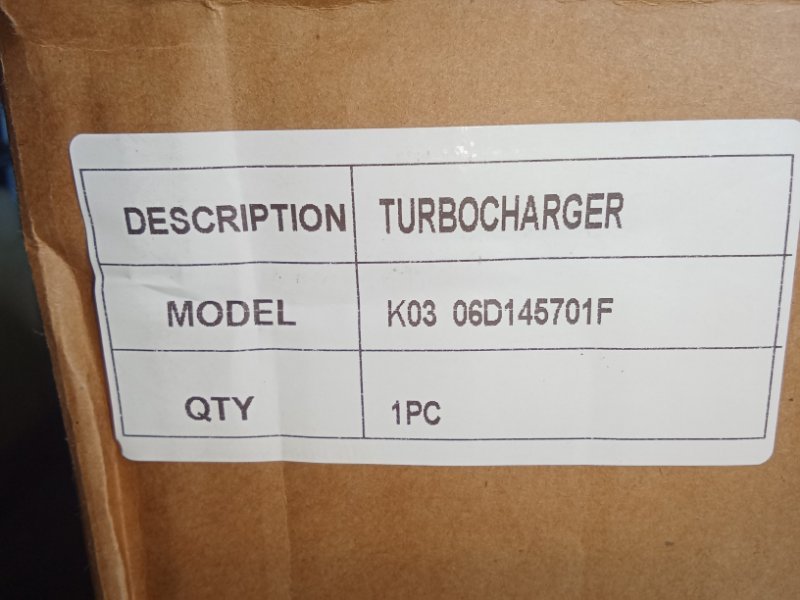 DESCRIPTION TURBOCHARGER
MODEL K03 06D145701F
QTY 1PC